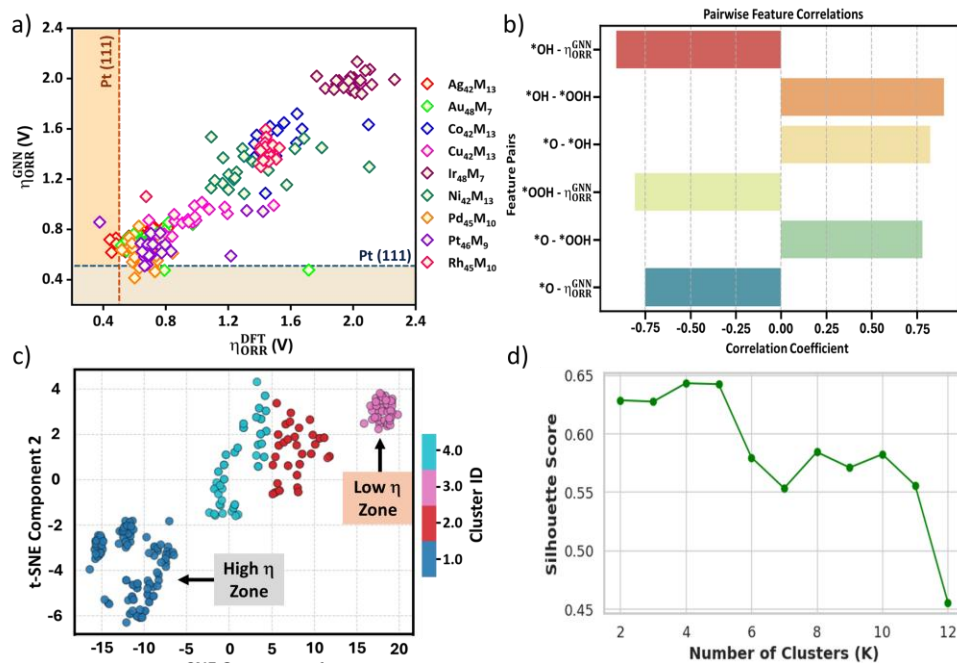 a)
2.4
2.0
1.6
1.2
0.8
0.4
η_ORR^GNN (V)
Pt (111)
Pt (111)
0.4 0.8 1.2 1.6 2.0 2.4
η_ORR^DFT (V)
Ag₄₂M₁₃
Au₄₈M₇
Co₄₂M₁₃
Cu₄₂M₁₃
Ir₄₈M₇
Ni₄₂M₁₃
Pd₄₅M₁₀
Pt₄₆M₉
Rh₄₅M₁₀
b)
Pairwise Feature Correlations
Feature Pairs
*OH - η_ORR^GNN
*OH - *OOH
*O - *OH
*OOH - η_ORR^GNN
*O - *OOH
*O - η_ORR^GNN
-0.75 -0.50 -0.25 0.00 0.25 0.50 0.75
Correlation Coefficient
c)
t-SNE Component 2
4
2
0
-2
-4
-6
-15 -10 -5 0 5 10 15 20
High η
Zone
Low η
Zone
4.0
3.0
2.0
1.0
Cluster ID
d)
Silhouette Score
0.65
0.60
0.55
0.50
0.45
2 4 6 8 10 12
Number of Clusters (K)